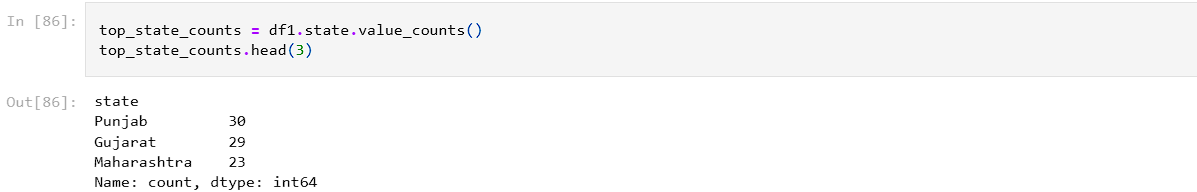 In [86]:
top_state_counts = df1.state.value_counts()
top_state_counts.head(3)
Out[86]:
state
Punjab          30
Gujarat         29
Maharashtra    23
Name: count, dtype: int64